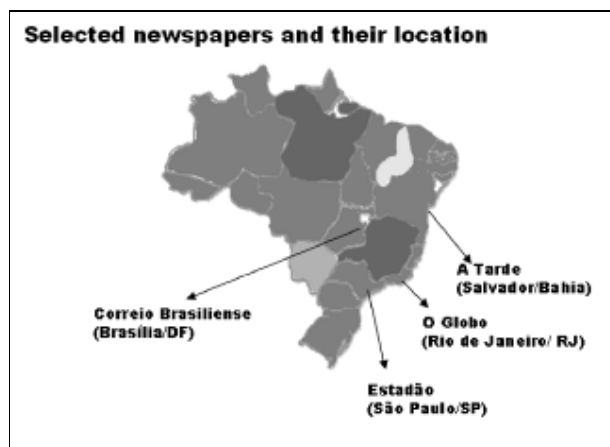 Selected newspapers and their location
A Tarde
(Salvador/Bahia)
Correio Brasiliense
(Brasília/DF)
O Globo
(Rio de Janeiro/ RJ)
Estadão
(São Paulo/SP)